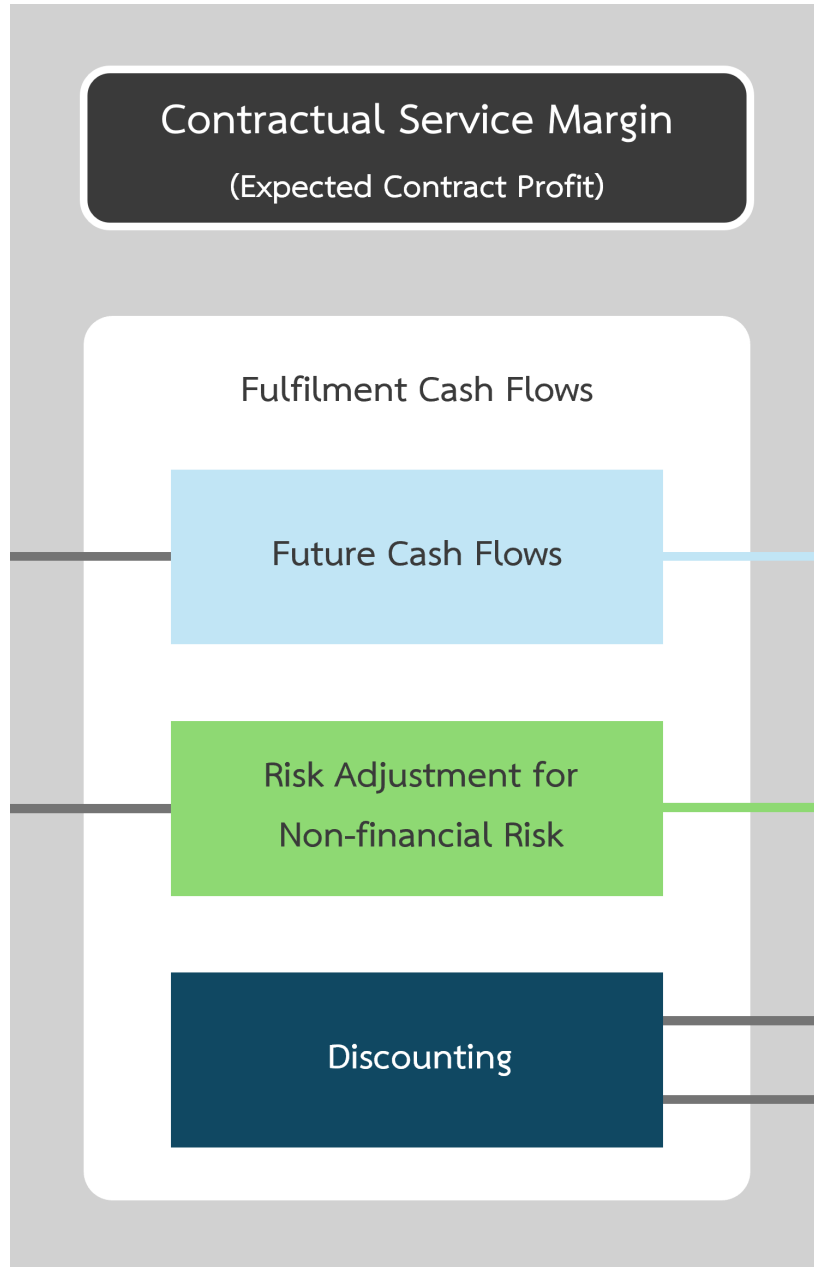 Contractual Service Margin
(Expected Contract Profit)
Fulfilment Cash Flows
Future Cash Flows
Risk Adjustment for
Non-financial Risk
Discounting